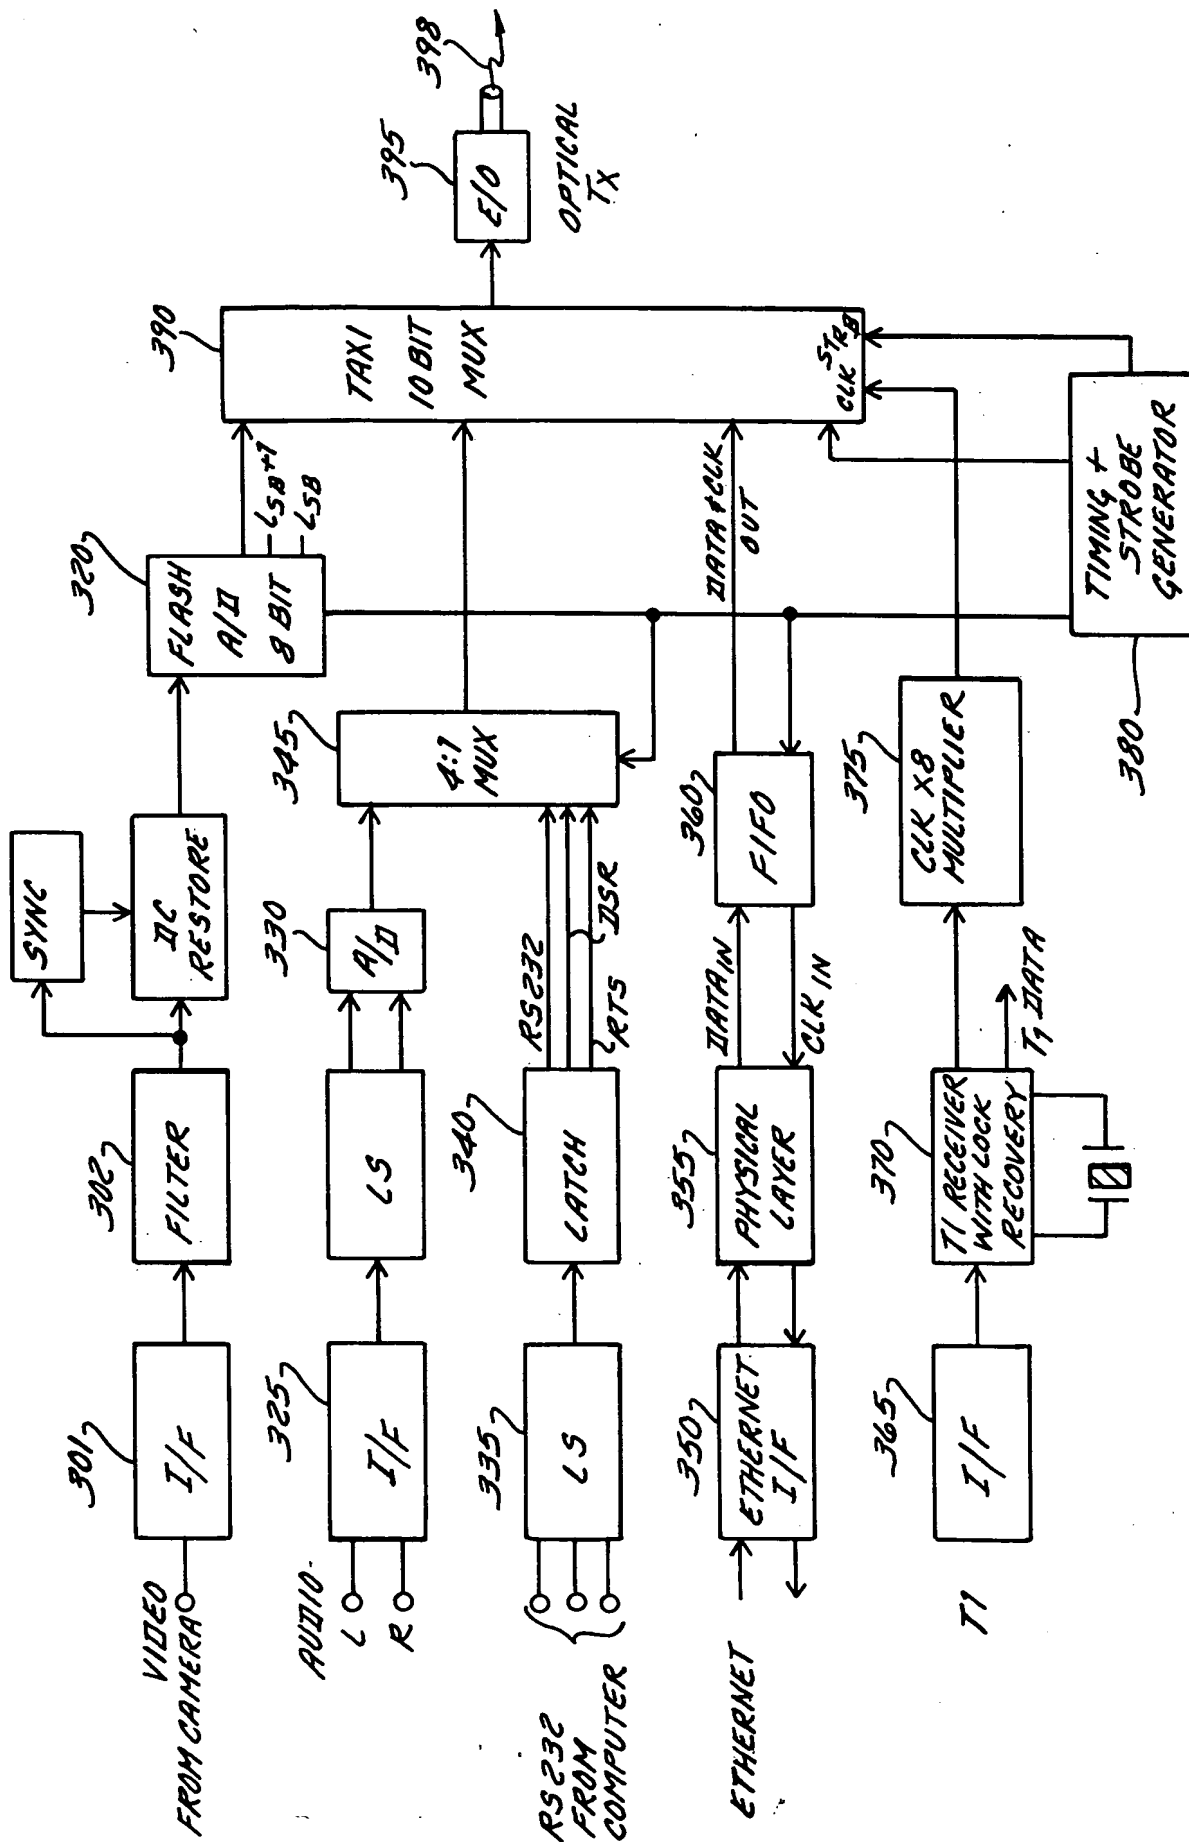 VIDEO
FROM CAMERA
301
I/F
302
FILTER
SYNC
DC
RESTORE
320
FLASH
A/D
8 BIT
LSB+1
LSB
AUDIO
L
R
325
I/F
LS
330
A/D
345
4:1
MUX
RS232
FROM
COMPUTER
335
LS
340
LATCH
RS232
DSR
RTS
ETHERNET
350
ETHERNET
I/F
355
PHYSICAL
LAYER
DATA IN
CLK IN
360
FIFO
DATA + CLK
OUT
T1
365
I/F
370
T1 RECEIVER
WITH LOCK
RECOVERY
T1 DATA
375
CLK X8
MULTIPLIER
380
TIMING +
STROBE
GENERATOR
390
TAXI
10 BIT
MUX
CLK STRB
395
E/O
398
OPTICAL
TX